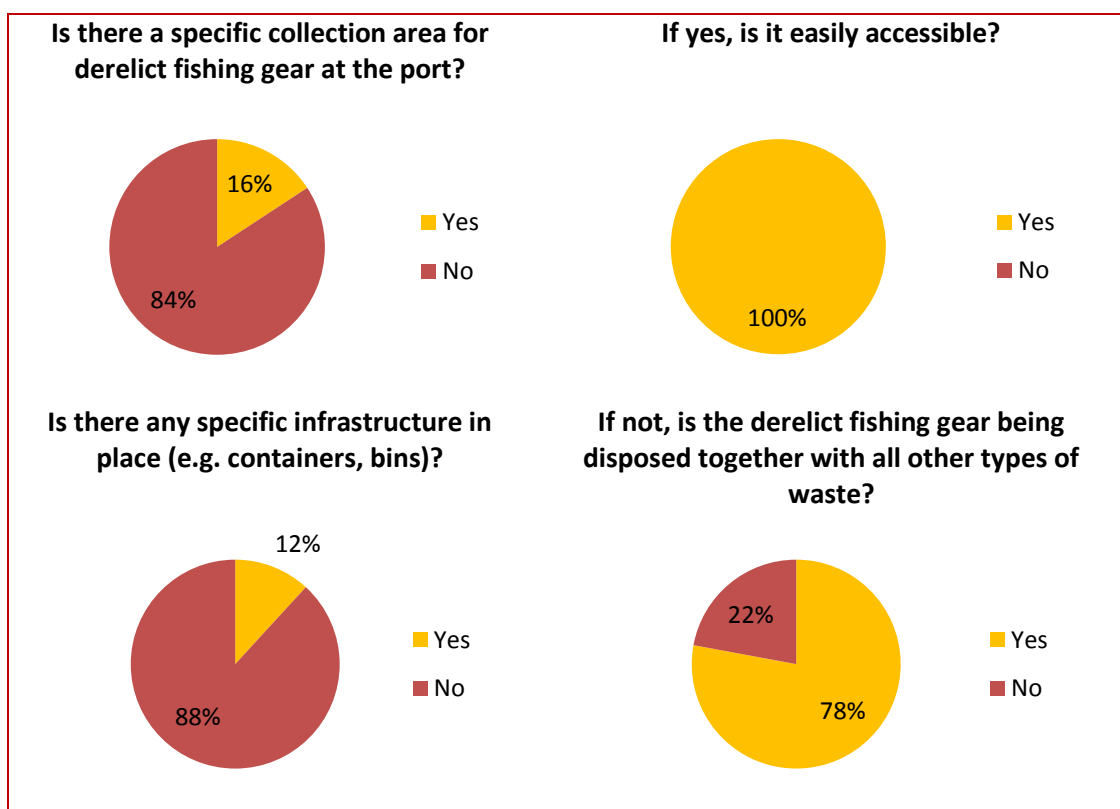 Is there a specific collection area for
derelict fishing gear at the port?
16%
84%
Yes
No
If yes, is it easily accessible?
100%
Yes
No
Is there any specific infrastructure in
place (e.g. containers, bins)?
12%
88%
Yes
No
If not, is the derelict fishing gear being
disposed together with all other types of
waste?
22%
78%
Yes
No